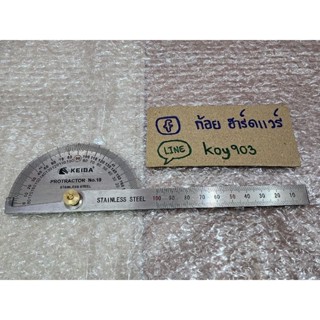 f ก้อย ฮาร์ดแวร์
LINE koy903
KEIBA
PROTRACTOR No.19
STAINLESS STEEL
STAINLESS STEEL 100 90 80 70 60 50 40 30 20 10